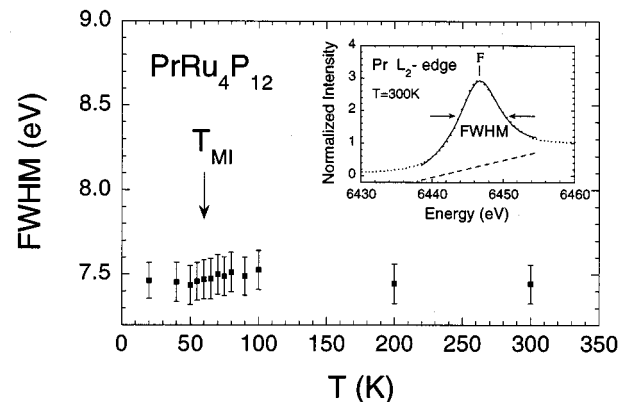 9.0
8.5
8.0
7.5
FWHM (eV)
PrRu₄P₁₂
T_MI
0
50
100
150
200
250
300
350
T (K)
4
3
2
1
0
Normalized Intensity
Pr L₂- edge
T=300K
F
FWHM
6430
6440
6450
6460
Energy (eV)